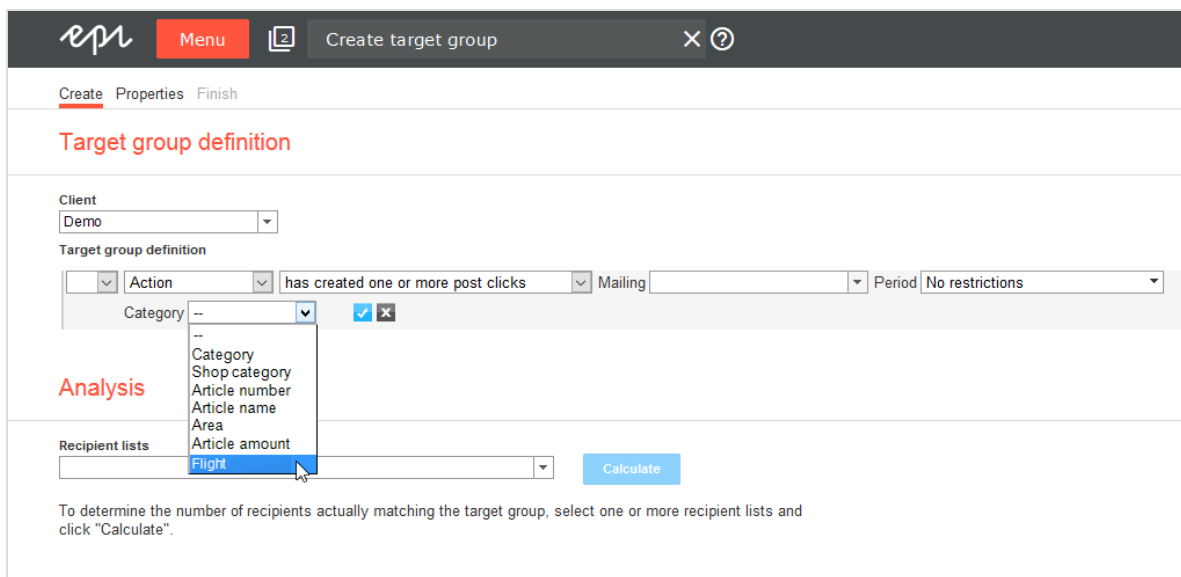 epi Menu 2 Create target group
Create Properties Finish
Target group definition
Client
Demo
Target group definition
Action has created one or more post clicks Mailing Period No restrictions
Category --
--
Category
Shop category
Article number
Article name
Area
Article amount
Flight
Analysis
Recipient lists
Calculate
To determine the number of recipients actually matching the target group, select one or more recipient lists and
click "Calculate".